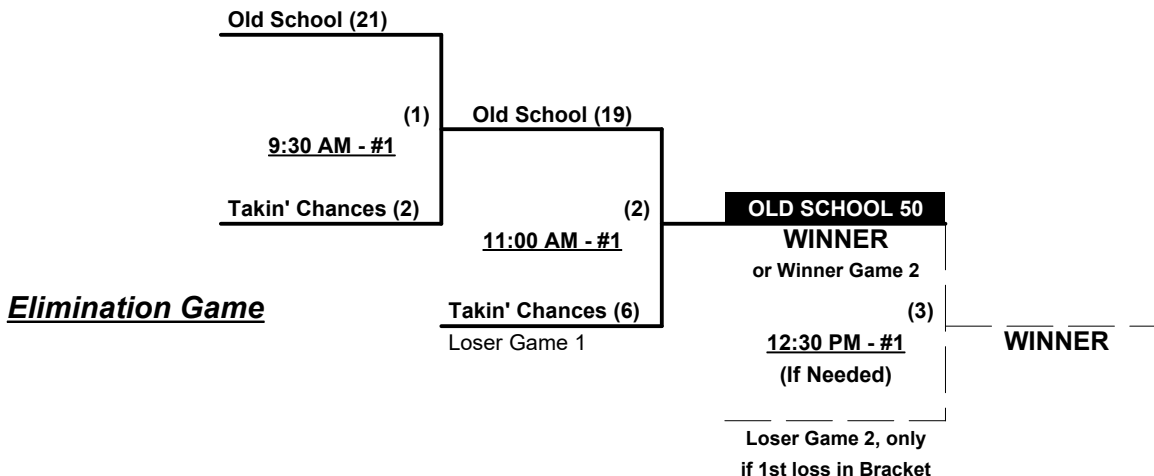 Old School (21)
(1)
Old School (19)
9:30 AM - #1
Takin' Chances (2)
(2)
OLD SCHOOL 50
11:00 AM - #1
WINNER
or Winner Game 2
Elimination Game
Takin' Chances (6)
(3)
Loser Game 1
12:30 PM - #1
WINNER
(If Needed)
Loser Game 2, only
if 1st loss in Bracket